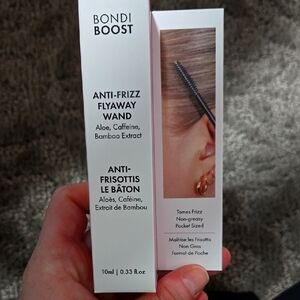 BONDI
BOOST
ANTI-FRIZZ
FLYAWAY
WAND
Aloe, Caffeine,
Bamboo Extract
ANTI-
FRISOTTIS
LE BÂTON
Aloès, Caféine,
Extrait de Bambou
10ml | 0.33 fl.oz
Tames Frizz
Non-greasy
Pocket Sized
Maîtrise les Frisottis
Non Gras
Format de Poche